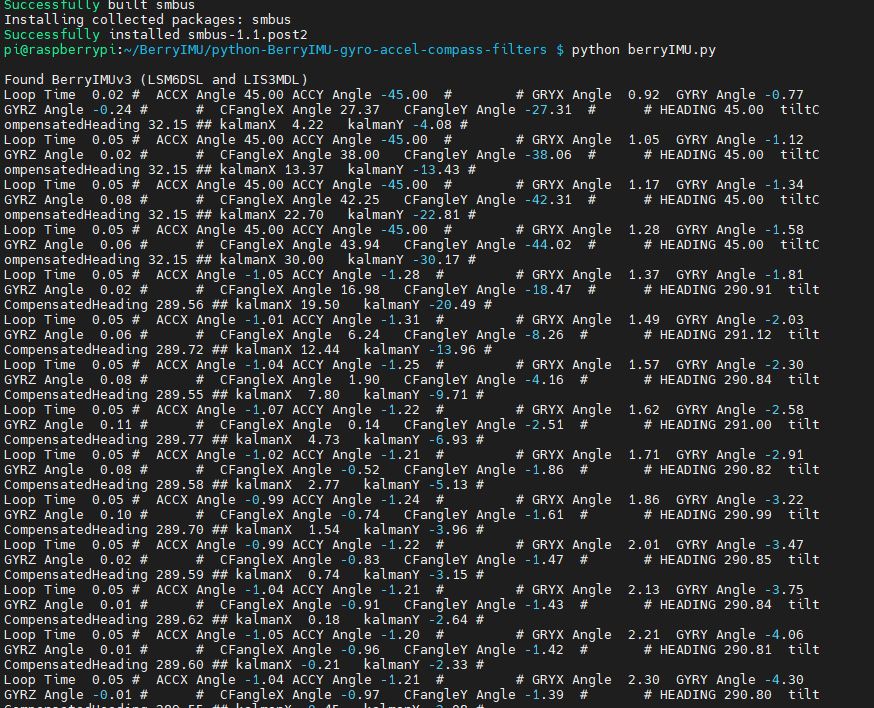 Successfully built smbus
Installing collected packages: smbus
Successfully installed smbus-1.1.post2
pi@raspberrypi:~/BerryIMU/python-BerryIMU-gyro-accel-compass-filters $ python berryIMU.py
Found BerryIMUv3 (LSM6DSL and LIS3MDL)
Loop Time  0.02 #  ACCX Angle 45.00 ACCY Angle -45.00  #        # GRYX Angle  0.92  GYRY Angle -0.77
GYRZ Angle -0.24 #      #  CFangleX Angle 27.37   CFangleY Angle -27.31  #      # HEADING 45.00  tiltC
ompensatedHeading 32.15 ## kalmanX  4.22   kalmanY -4.08 #
Loop Time  0.05 #  ACCX Angle 45.00 ACCY Angle -45.00  #        # GRYX Angle  1.05  GYRY Angle -1.12
GYRZ Angle  0.02 #      #  CFangleX Angle 38.00   CFangleY Angle -38.06  #      # HEADING 45.00  tiltC
ompensatedHeading 32.15 ## kalmanX 13.37   kalmanY -13.43 #
Loop Time  0.05 #  ACCX Angle 45.00 ACCY Angle -45.00  #        # GRYX Angle  1.17  GYRY Angle -1.34
GYRZ Angle  0.08 #      #  CFangleX Angle 42.25   CFangleY Angle -42.31  #      # HEADING 45.00  tiltC
ompensatedHeading 32.15 ## kalmanX 22.70   kalmanY -22.81 #
Loop Time  0.05 #  ACCX Angle 45.00 ACCY Angle -45.00  #        # GRYX Angle  1.28  GYRY Angle -1.58
GYRZ Angle  0.06 #      #  CFangleX Angle 43.94   CFangleY Angle -44.02  #      # HEADING 45.00  tiltC
ompensatedHeading 32.15 ## kalmanX 30.00   kalmanY -30.17 #
Loop Time  0.05 #  ACCX Angle -1.05 ACCY Angle -1.28  #         # GRYX Angle  1.37  GYRY Angle -1.81
GYRZ Angle  0.02 #      #  CFangleX Angle 16.98   CFangleY Angle -18.47  #      # HEADING 290.91  tilt
CompensatedHeading 289.56 ## kalmanX 19.50   kalmanY -20.49 #
Loop Time  0.05 #  ACCX Angle -1.01 ACCY Angle -1.31  #         # GRYX Angle  1.49  GYRY Angle -2.03
GYRZ Angle  0.06 #      #  CFangleX Angle  6.24   CFangleY Angle -8.26  #       # HEADING 291.12  tilt
CompensatedHeading 289.72 ## kalmanX 12.44   kalmanY -13.96 #
Loop Time  0.05 #  ACCX Angle -1.04 ACCY Angle -1.25  #         # GRYX Angle  1.57  GYRY Angle -2.30
GYRZ Angle  0.08 #      #  CFangleX Angle  1.90   CFangleY Angle -4.16  #       # HEADING 290.84  tilt
CompensatedHeading 289.55 ## kalmanX  7.80   kalmanY -9.71 #
Loop Time  0.05 #  ACCX Angle -1.07 ACCY Angle -1.22  #         # GRYX Angle  1.62  GYRY Angle -2.58
GYRZ Angle  0.11 #      #  CFangleX Angle  0.14   CFangleY Angle -2.51  #       # HEADING 291.00  tilt
CompensatedHeading 289.77 ## kalmanX  4.73   kalmanY -6.93 #
Loop Time  0.05 #  ACCX Angle -1.02 ACCY Angle -1.21  #         # GRYX Angle  1.71  GYRY Angle -2.91
GYRZ Angle  0.08 #      #  CFangleX Angle -0.52   CFangleY Angle -1.86  #       # HEADING 290.82  tilt
CompensatedHeading 289.58 ## kalmanX  2.77   kalmanY -5.13 #
Loop Time  0.05 #  ACCX Angle -0.99 ACCY Angle -1.24  #         # GRYX Angle  1.86  GYRY Angle -3.22
GYRZ Angle  0.10 #      #  CFangleX Angle -0.74   CFangleY Angle -1.61  #       # HEADING 290.99  tilt
CompensatedHeading 289.70 ## kalmanX  1.54   kalmanY -3.96 #
Loop Time  0.05 #  ACCX Angle -0.99 ACCY Angle -1.22  #         # GRYX Angle  2.01  GYRY Angle -3.47
GYRZ Angle  0.02 #      #  CFangleX Angle -0.83   CFangleY Angle -1.47  #       # HEADING 290.85  tilt
CompensatedHeading 289.59 ## kalmanX  0.74   kalmanY -3.15 #
Loop Time  0.05 #  ACCX Angle -1.04 ACCY Angle -1.21  #         # GRYX Angle  2.13  GYRY Angle -3.75
GYRZ Angle  0.01 #      #  CFangleX Angle -0.91   CFangleY Angle -1.43  #       # HEADING 290.84  tilt
CompensatedHeading 289.62 ## kalmanX  0.18   kalmanY -2.64 #
Loop Time  0.05 #  ACCX Angle -1.05 ACCY Angle -1.20  #         # GRYX Angle  2.21  GYRY Angle -4.06
GYRZ Angle  0.01 #      #  CFangleX Angle -0.96   CFangleY Angle -1.42  #       # HEADING 290.81  tilt
CompensatedHeading 289.60 ## kalmanX -0.21   kalmanY -2.33 #
Loop Time  0.05 #  ACCX Angle -1.04 ACCY Angle -1.21  #         # GRYX Angle  2.30  GYRY Angle -4.30
GYRZ Angle -0.01 #      #  CFangleX Angle -0.97   CFangleY Angle -1.39  #       # HEADING 290.80  tilt